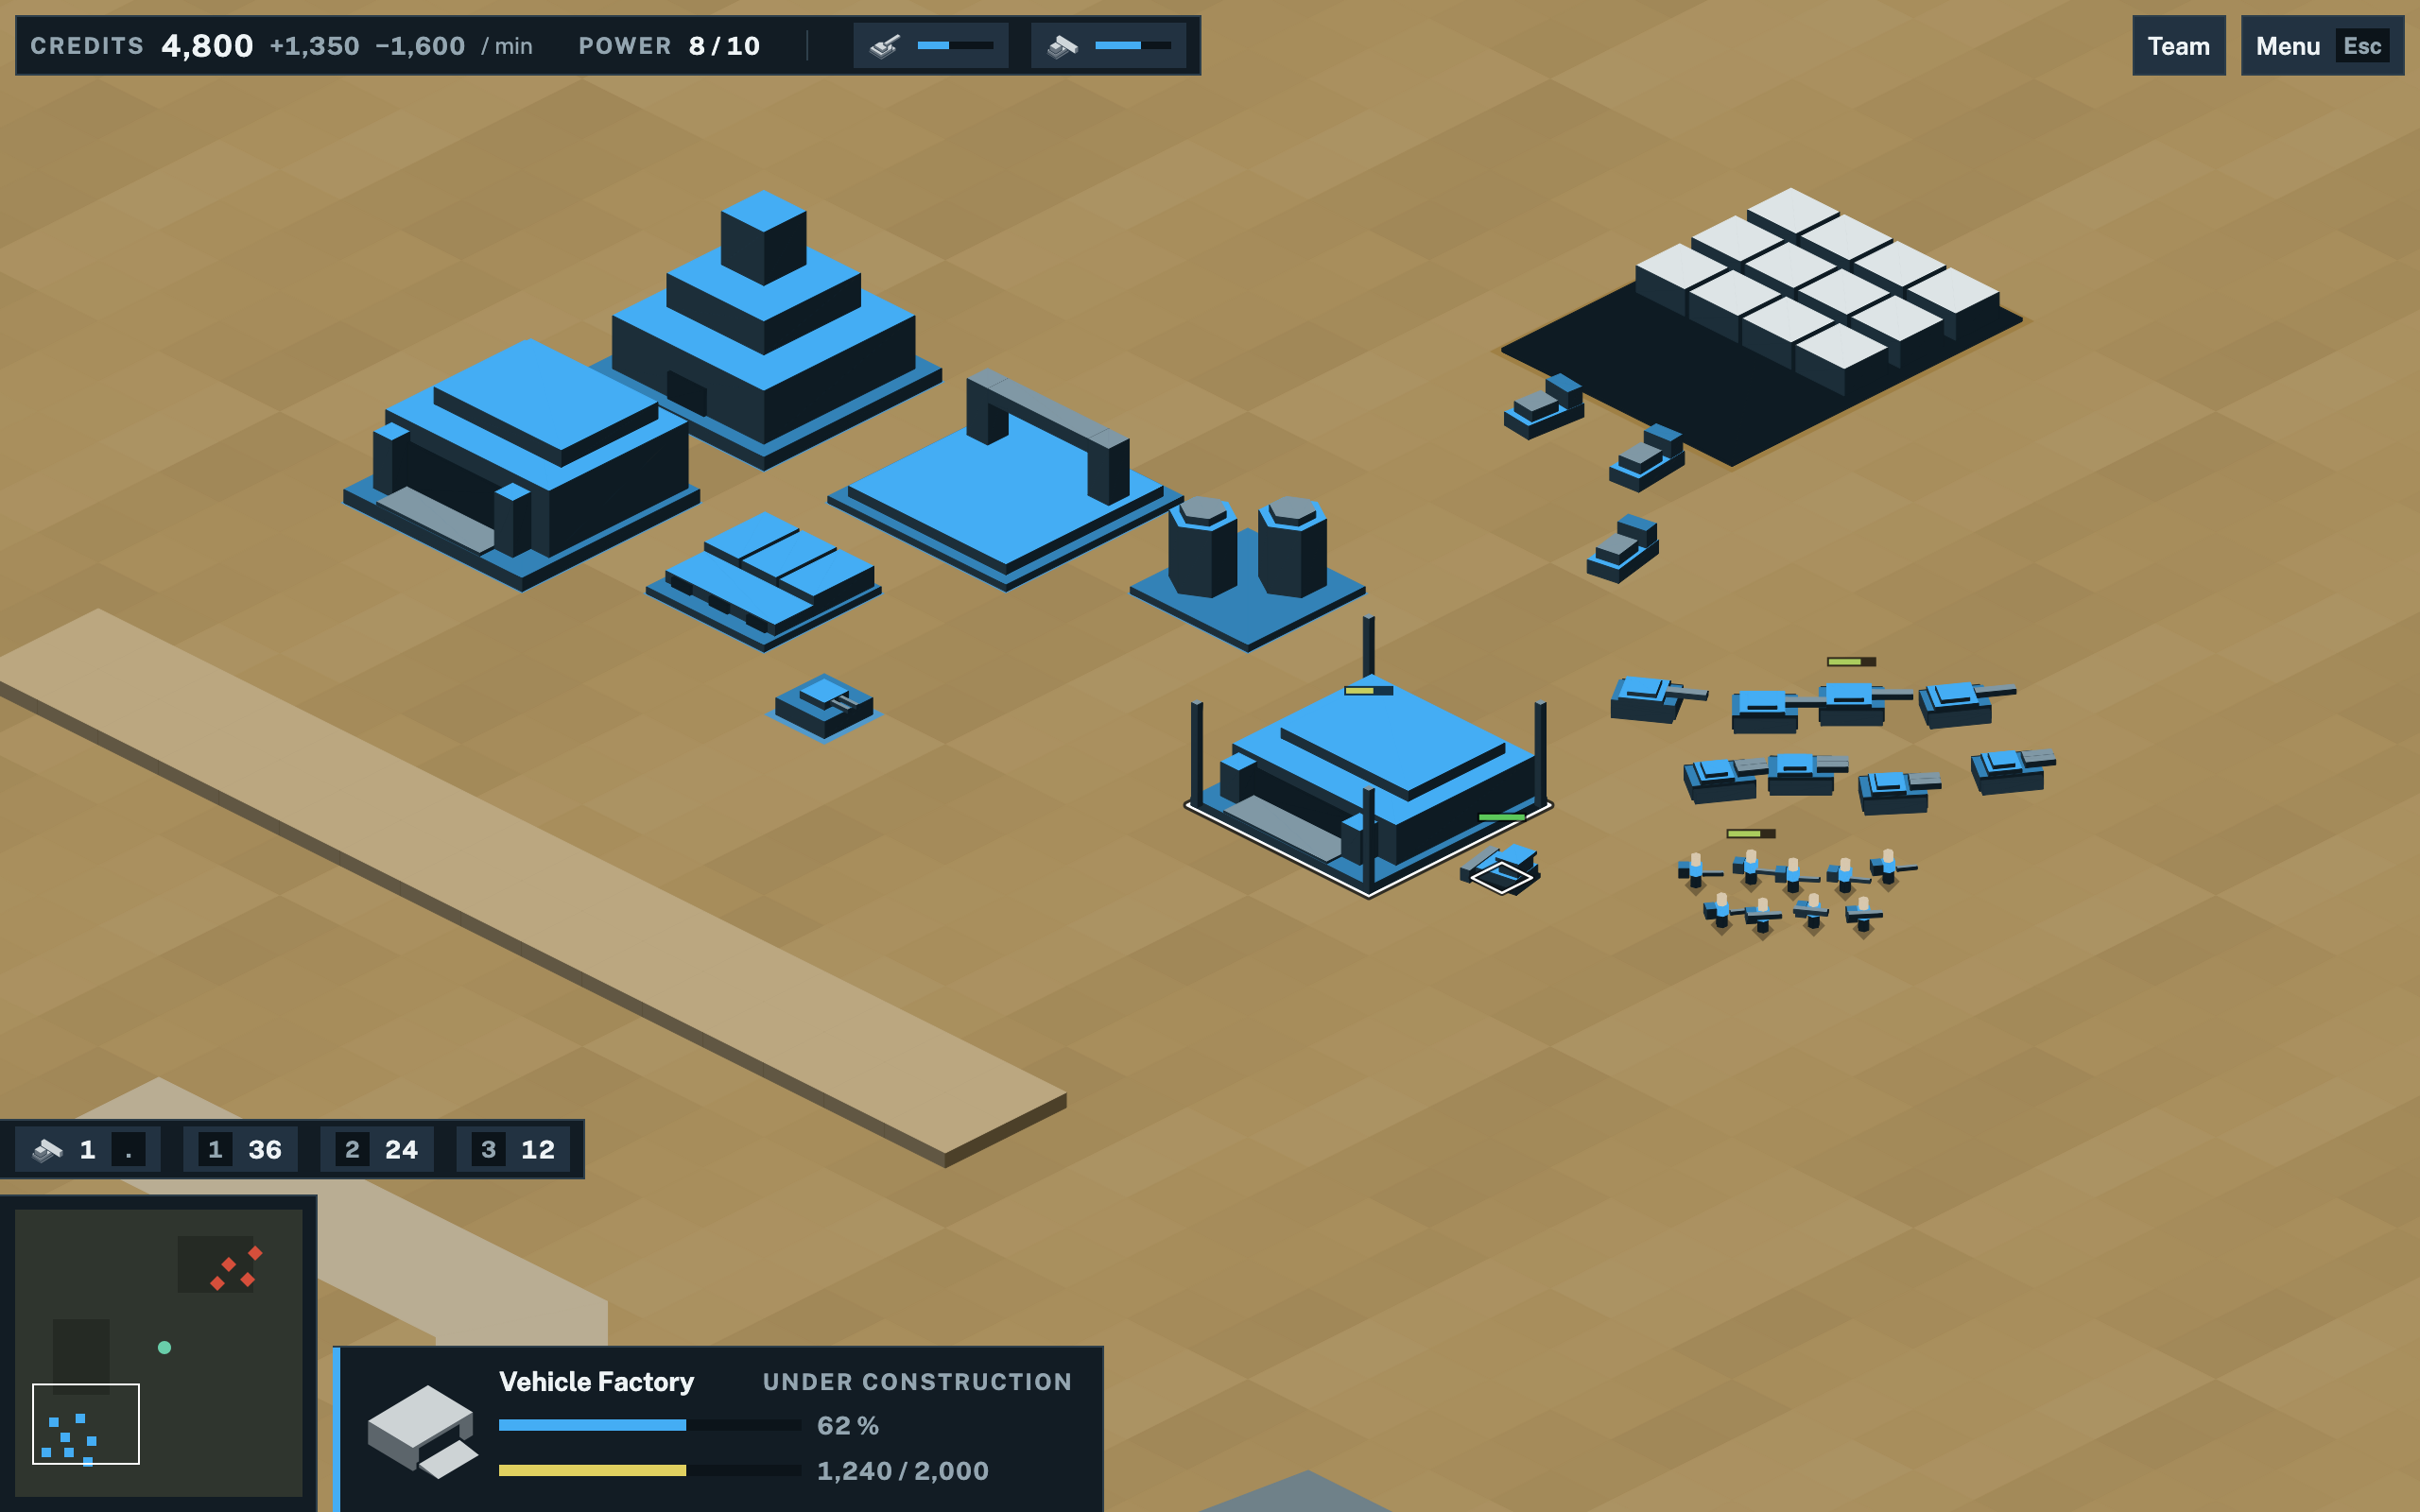 CREDITS 4,800 +1,350 −1,600 / min POWER 8 / 10
Team
Menu Esc
1 .
1 36
2 24
3 12
Vehicle Factory UNDER CONSTRUCTION
62 %
1,240 / 2,000